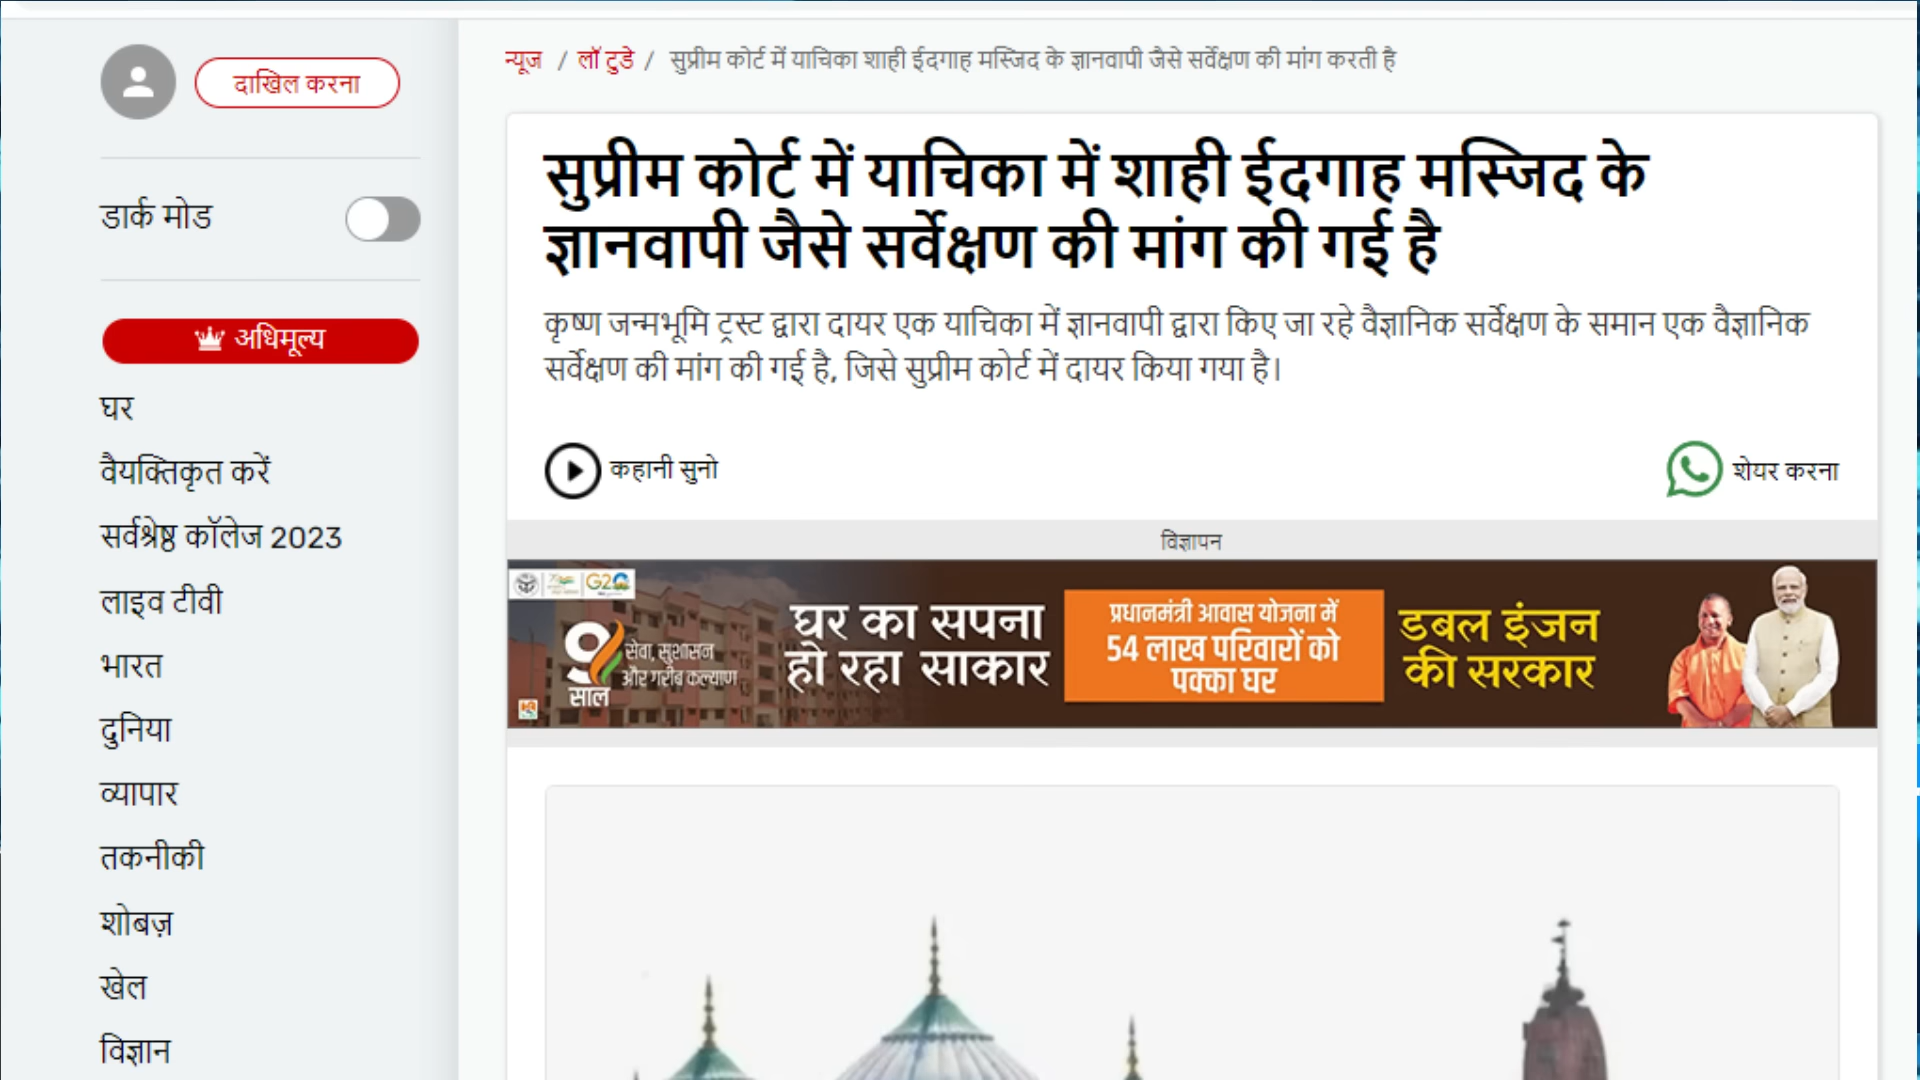 दाखिल करना
डार्क मोड
अधिमूल्य
घर
वैयक्तिकृत करें
सर्वश्रेष्ठ कॉलेज 2023
लाइव टीवी
भारत
दुनिया
व्यापार
तकनीकी
शोबज़
खेल
विज्ञान
न्यूज / लॉ टुडे / सुप्रीम कोर्ट में याचिका शाही ईदगाह मस्जिद के ज्ञानवापी जैसे सर्वेक्षण की मांग करती है
सुप्रीम कोर्ट में याचिका में शाही ईदगाह मस्जिद के
ज्ञानवापी जैसे सर्वेक्षण की मांग की गई है
कृष्ण जन्मभूमि ट्रस्ट द्वारा दायर एक याचिका में ज्ञानवापी द्वारा किए जा रहे वैज्ञानिक सर्वेक्षण के समान एक वैज्ञानिक
सर्वेक्षण की मांग की गई है, जिसे सुप्रीम कोर्ट में दायर किया गया है।
कहानी सुनो
शेयर करना
विज्ञापन
G20
9
साल
सेवा, सुशासन
और गरीब कल्याण
घर का सपना
हो रहा साकार
प्रधानमंत्री आवास योजना में
54 लाख परिवारों को
पक्का घर
डबल इंजन
की सरकार